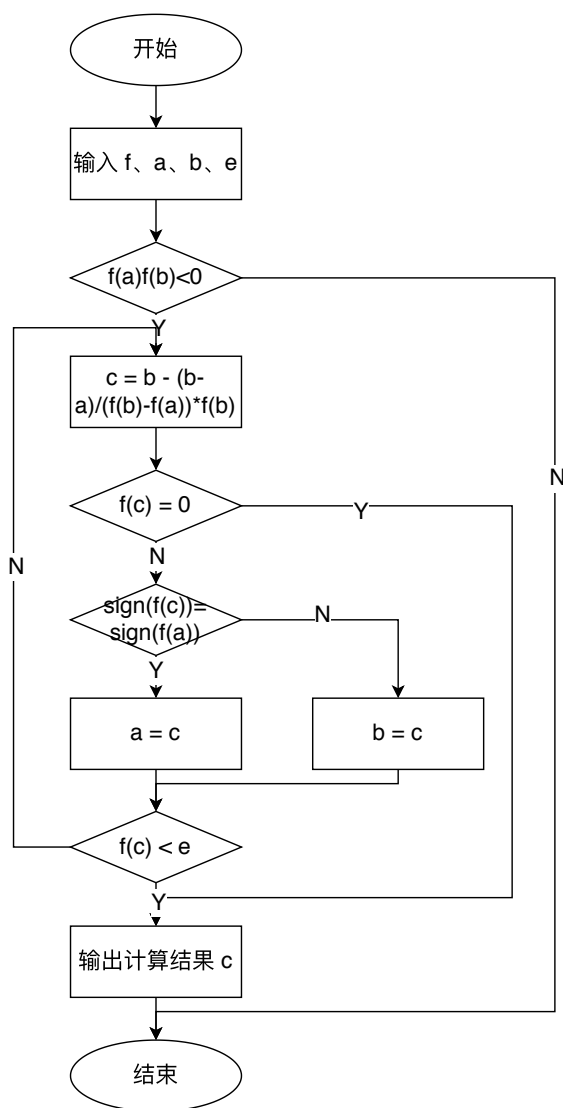 开始
输入 f、a、b、e
f(a)f(b)<0
Y
c = b - (b-
a)/(f(b)-f(a))*f(b)
N
f(c) = 0
Y
N
N
sign(f(c))=
sign(f(a))
N
Y
a = c
b = c
f(c) < e
Y
输出计算结果 c
结束